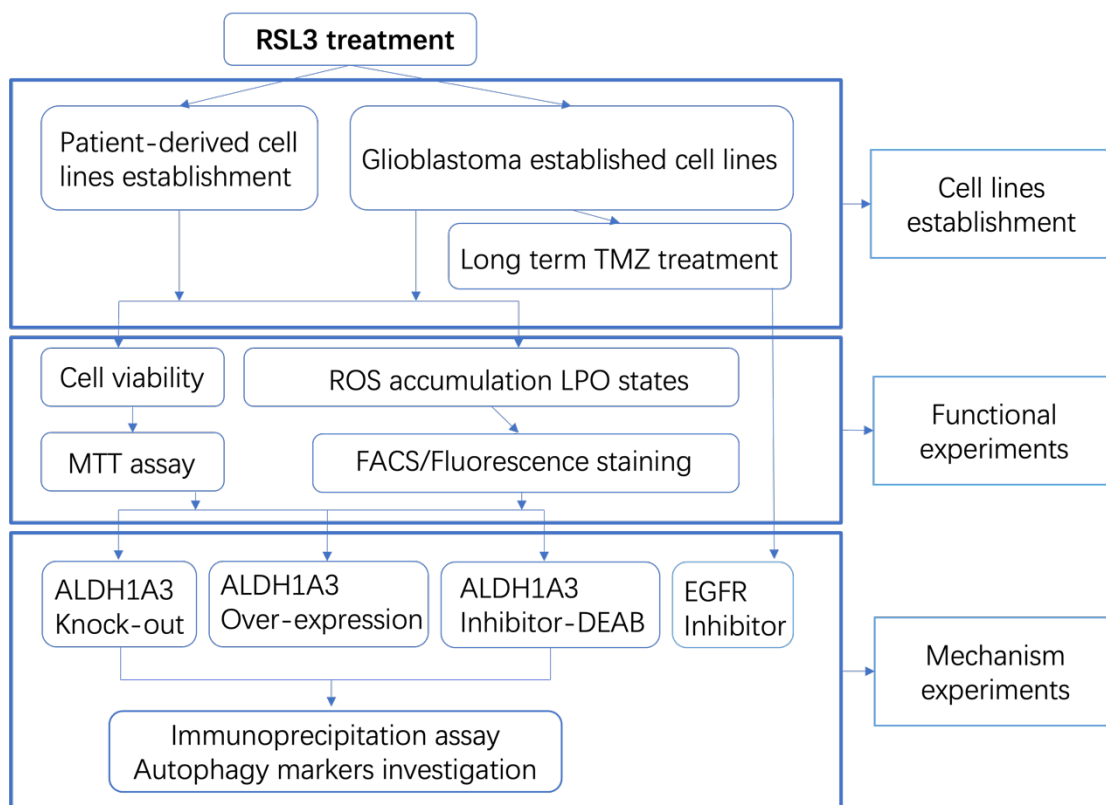 RSL3 treatment
Patient-derived cell
lines establishment
Glioblastoma established cell lines
Long term TMZ treatment
Cell lines
establishment
Cell viability
ROS accumulation LPO states
MTT assay
FACS/Fluorescence staining
Functional
experiments
ALDH1A3
Knock-out
ALDH1A3
Over-expression
ALDH1A3
Inhibitor-DEAB
EGFR
Inhibitor
Immunoprecipitation assay
Autophagy markers investigation
Mechanism
experiments